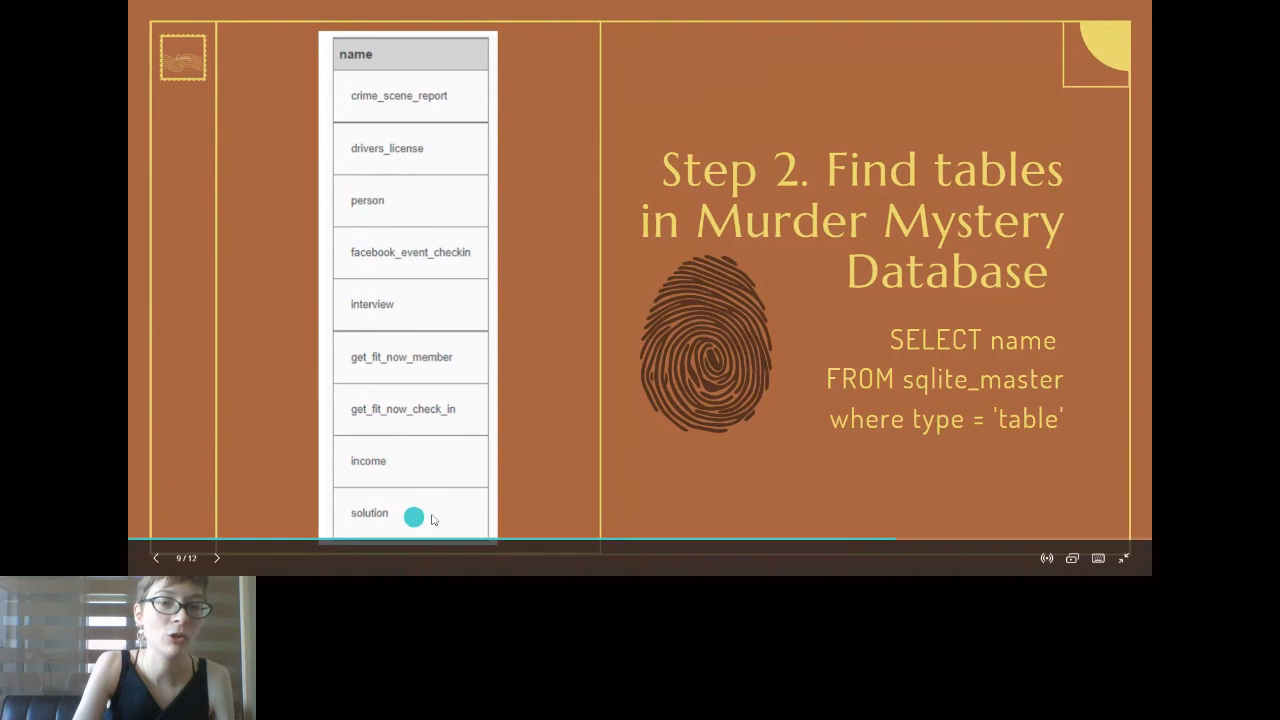 name
crime_scene_report
drivers_license
person
facebook_event_checkin
interview
get_fit_now_member
get_fit_now_check_in
income
solution
Step 2. Find tables
in Murder Mystery
Database
SELECT name
FROM sqlite_master
where type = 'table'
9 / 12